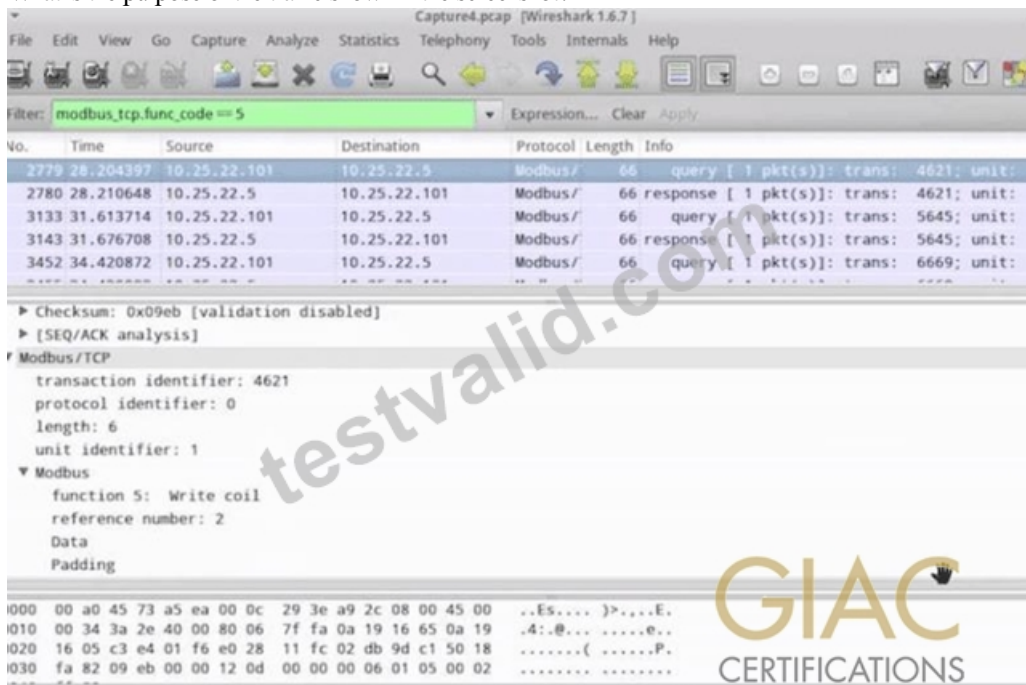 Capture4.pcap [Wireshark 1.6.7 ]
File Edit View Go Capture Analyze Statistics Telephony Tools Internals Help
Filter: modbus_tcp.func_code == 5 Expression... Clear Apply
No. Time Source Destination Protocol Length Info
2779 28.204397 10.25.22.101 10.25.22.5 Modbus/ 66 query [ 1 pkt(s)]: trans: 4621; unit:
2780 28.210648 10.25.22.5 10.25.22.101 Modbus/ 66 response [ 1 pkt(s)]: trans: 4621; unit:
3133 31.613714 10.25.22.101 10.25.22.5 Modbus/ 66 query [ 1 pkt(s)]: trans: 5645; unit:
3143 31.676708 10.25.22.5 10.25.22.101 Modbus/ 66 response [ 1 pkt(s)]: trans: 5645; unit:
3452 34.420872 10.25.22.101 10.25.22.5 Modbus/ 66 query [ 1 pkt(s)]: trans: 6669; unit:
Checksum: 0x09eb [validation disabled]
[SEQ/ACK analysis]
Modbus/TCP
transaction identifier: 4621
protocol identifier: 0
length: 6
unit identifier: 1
Modbus
function 5: Write coil
reference number: 2
Data
Padding
0000 00 a0 45 73 a5 ea 00 0c 29 3e a9 2c 08 00 45 00 ..Es.... )>.,..E.
0010 00 34 3a 2e 40 00 80 06 7f fa 0a 19 16 65 0a 19 .4:.@... .....e..
0020 16 05 c3 e4 01 f6 e0 28 11 fc 02 db 9d c1 50 18 .......( ......P.
0030 fa 82 09 eb 00 00 12 0d 00 00 00 06 01 05 00 02 ........ ........
testvalid.com
GIAC
CERTIFICATIONS